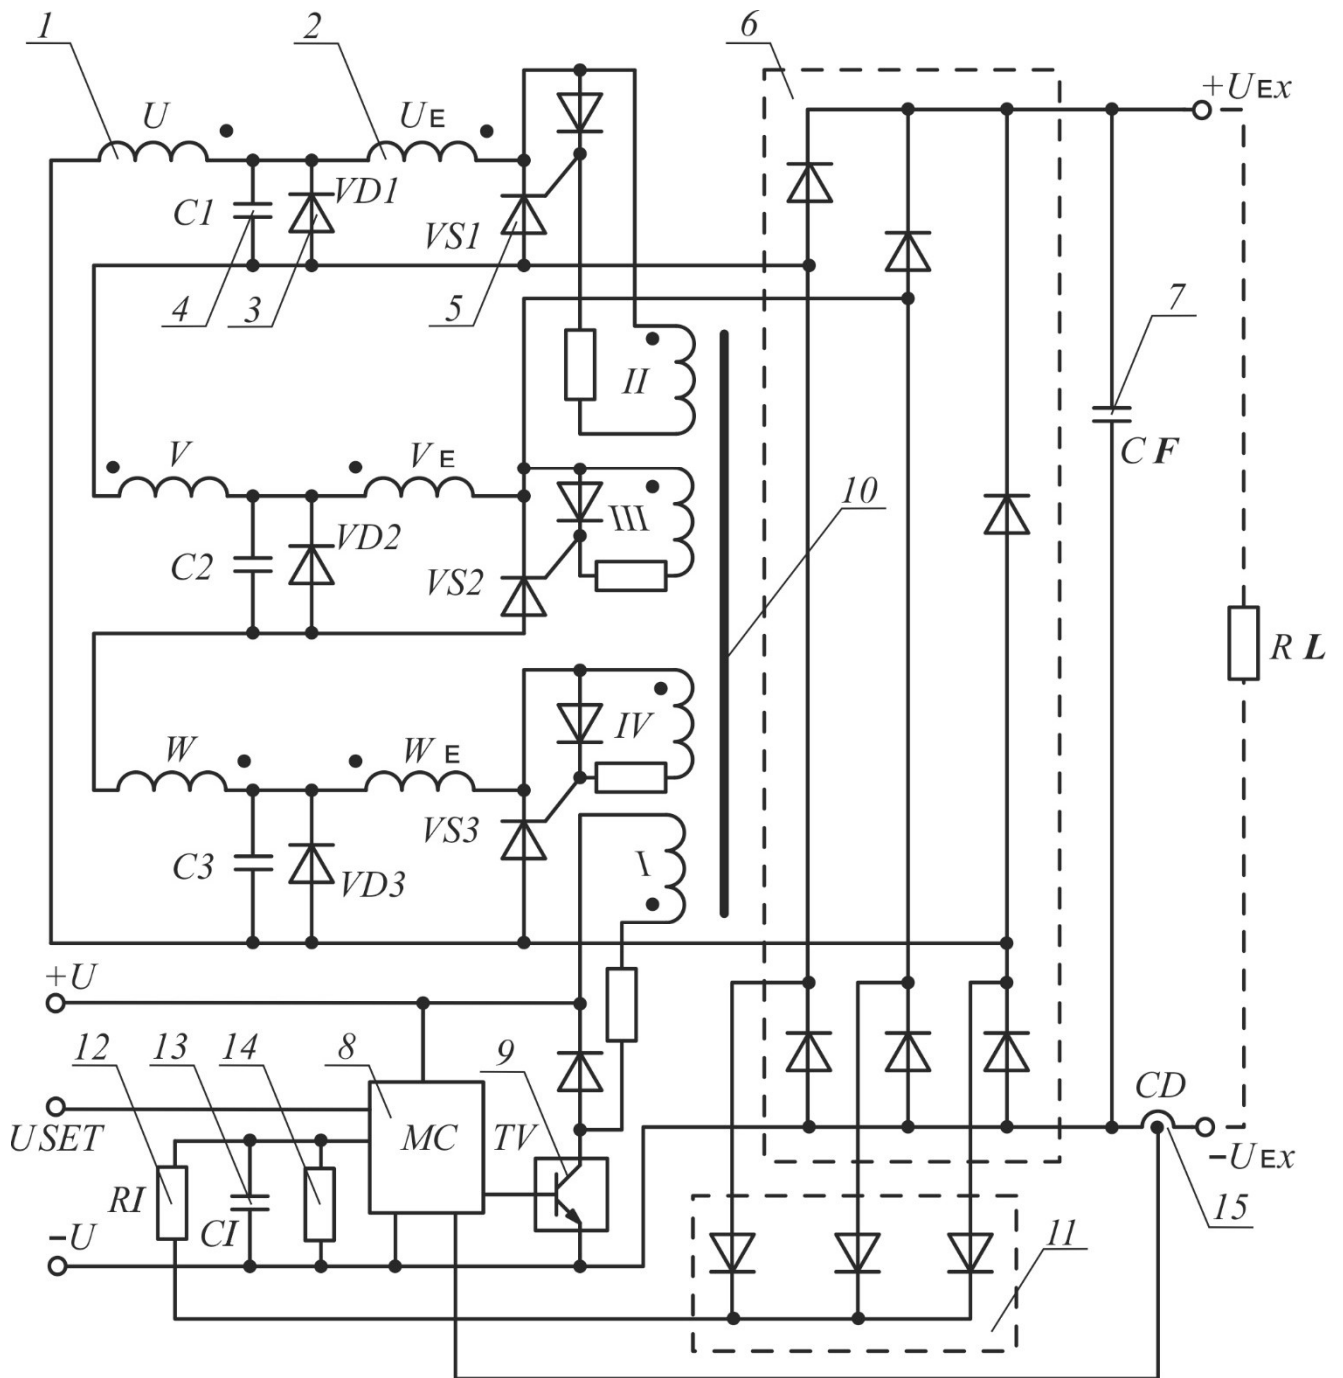 1 2 6
U UE +UEx
C1 VD1 VS1
4 3 5 7
II
V VE 10
C2 VD2 VS2 III CF
RL
W WE IV
C3 VD3 VS3 I
+U
12 13 14 8 9 CD
USET MC TV
RI CI -UEx
-U 11 15